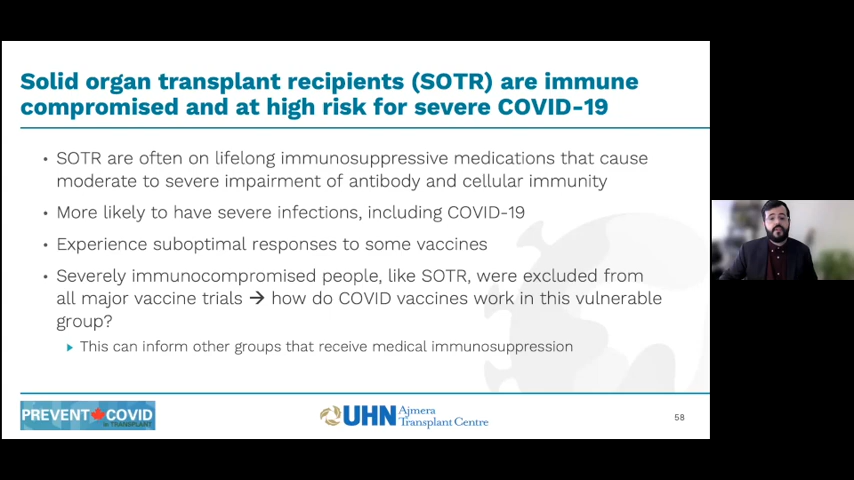 Solid organ transplant recipients (SOTR) are immune
compromised and at high risk for severe COVID-19
• SOTR are often on lifelong immunosuppressive medications that cause
moderate to severe impairment of antibody and cellular immunity
• More likely to have severe infections, including COVID-19
• Experience suboptimal responses to some vaccines
• Severely immunocompromised people, like SOTR, were excluded from
all major vaccine trials → how do COVID vaccines work in this vulnerable
group?
▸ This can inform other groups that receive medical immunosuppression
PREVENT COVID
in TRANSPLANT
UHN Ajmera
Transplant Centre
58